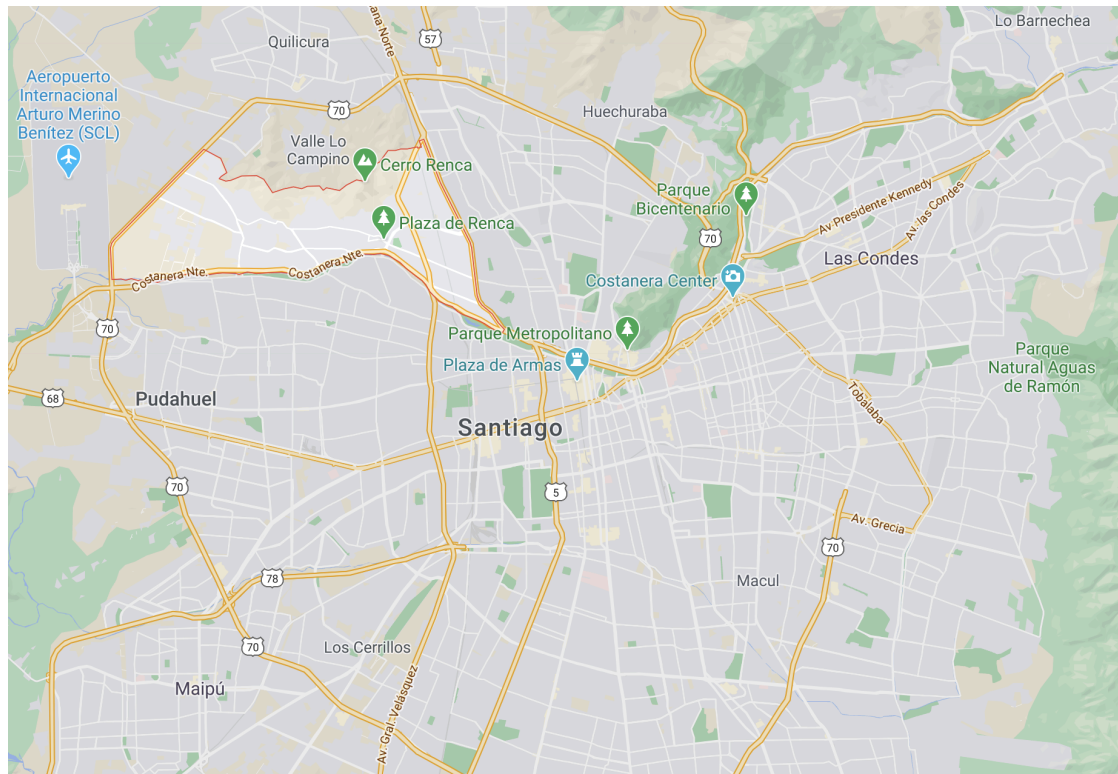 Lo Barnechea
ana Norte
57
Quilicura
Aeropuerto
Internacional
Arturo Merino
Benítez (SCL)
70
Huechuraba
Valle Lo
Campino
Cerro Renca
Parque
Bicentenario
Av Presidente Kennedy
Av. las Condes
Plaza de Renca
70
Las Condes
Costanera Nte.
Costanera Nte.
Costanera Center
70
Parque Metropolitano
Plaza de Armas
Parque
Natural Aguas
de Ramón
68
Pudahuel
Tobalaba
Santiago
70
5
Av. Grecia
70
78
Macul
70
Los Cerrillos
Maipú
Av. Gral. Velásquez